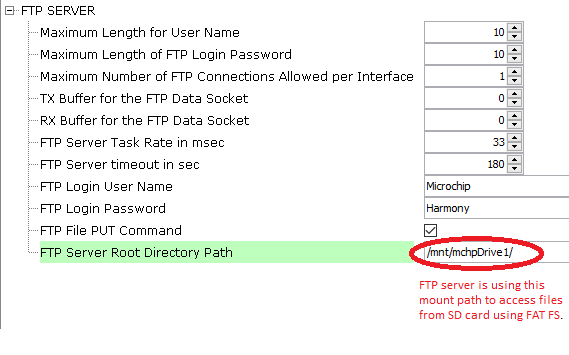 FTP SERVER
Maximum Length for User Name 10
Maximum Length of FTP Login Password 10
Maximum Number of FTP Connections Allowed per Interface 1
TX Buffer for the FTP Data Socket 0
RX Buffer for the FTP Data Socket 0
FTP Server Task Rate in msec 33
FTP Server timeout in sec 180
FTP Login User Name Microchip
FTP Login Password Harmony
FTP File PUT Command
FTP Server Root Directory Path /mnt/mchpDrive1/
FTP server is using this
mount path to access files
from SD card using FAT FS.